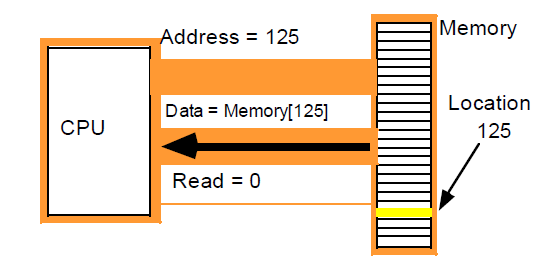 Address = 125
Memory
Data = Memory[125]
Location
125
CPU
Read = 0